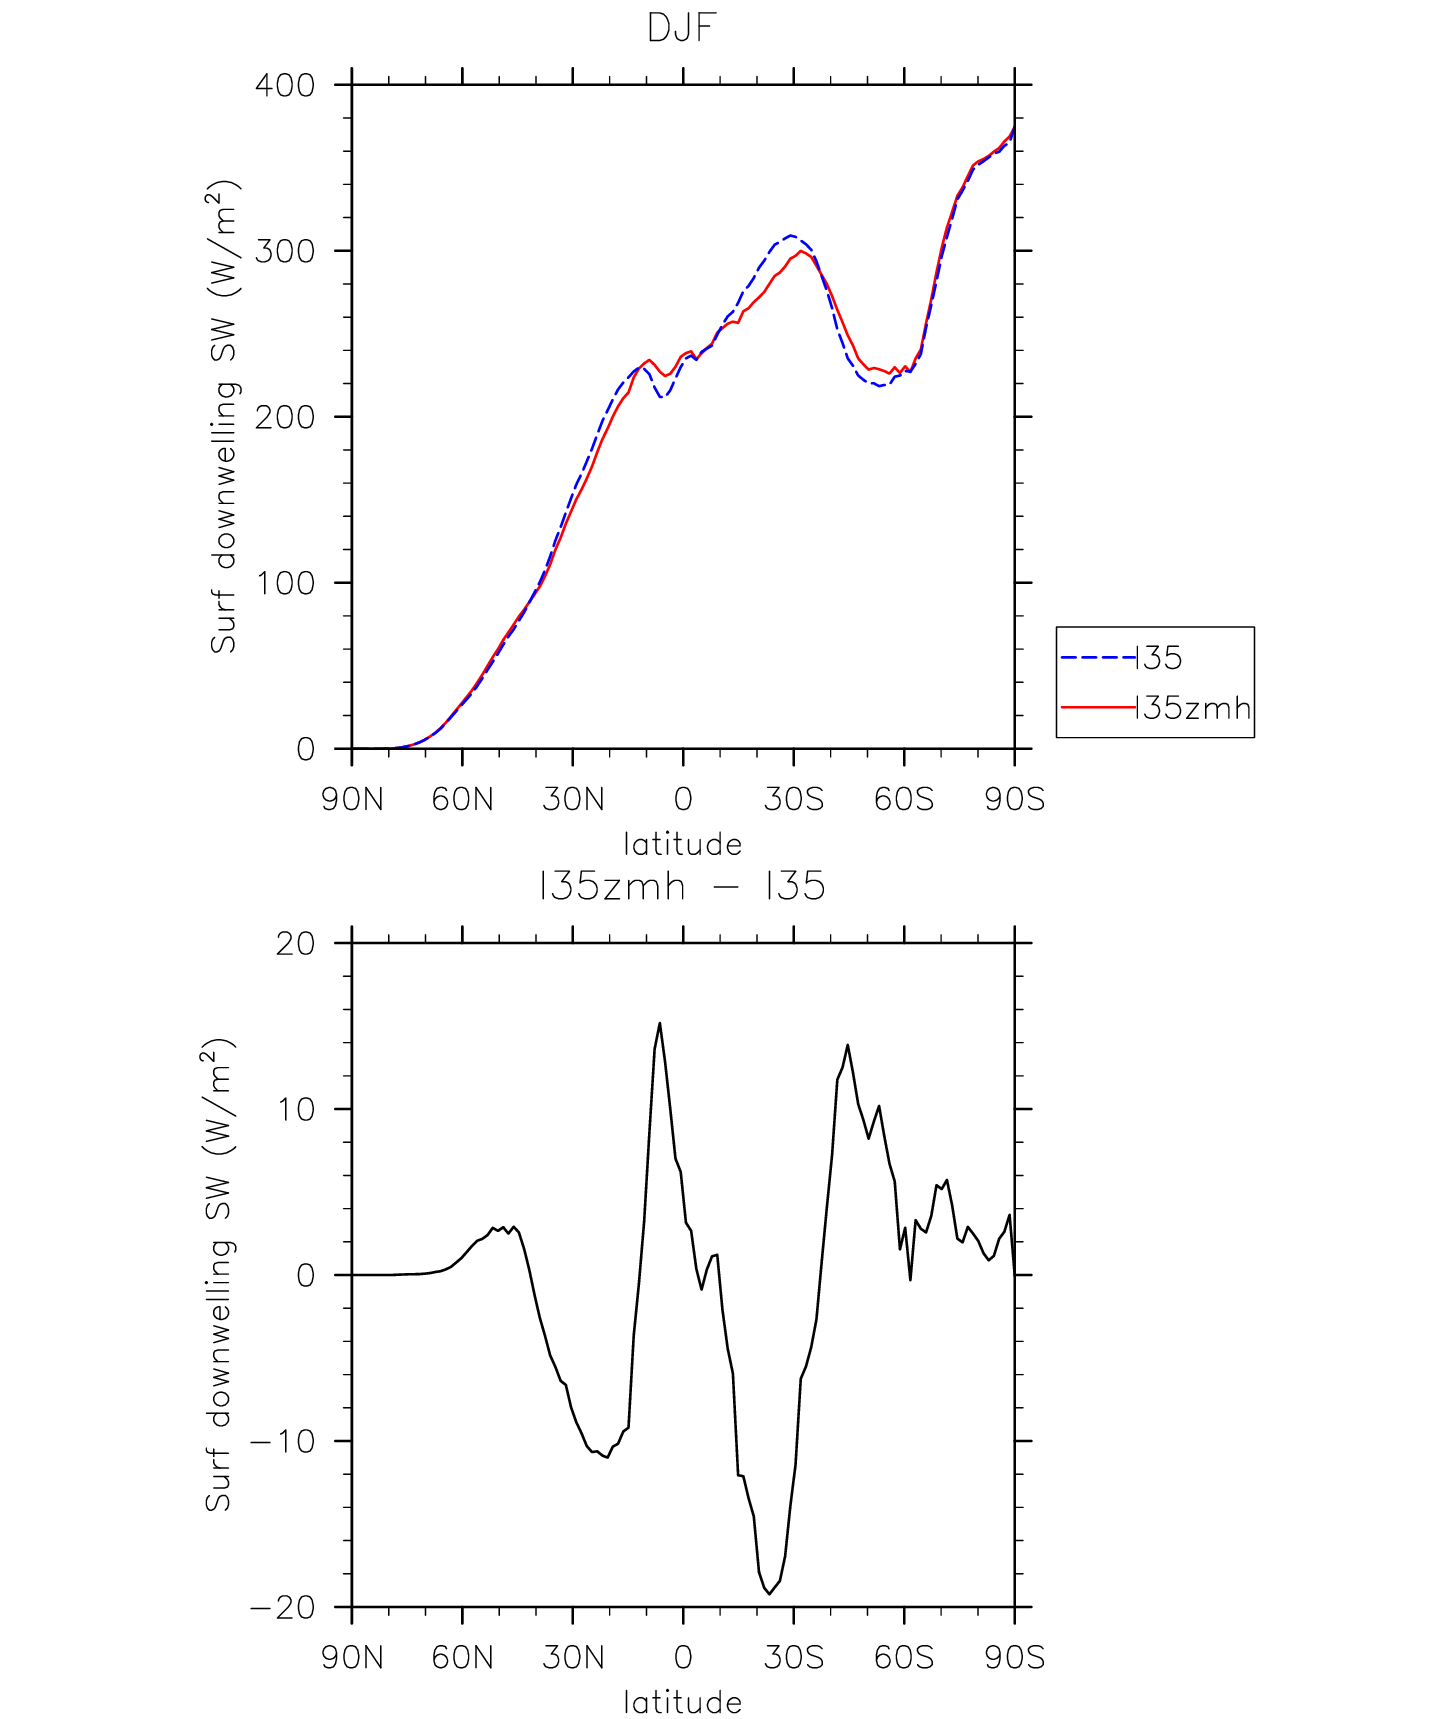 DJF
400
300
200
100
0
Surf downwelling SW (W/m²)
90N 60N 30N 0 30S 60S 90S
latitude
I35
I35zmh
I35zmh − I35
20
10
0
−10
−20
Surf downwelling SW (W/m²)
90N 60N 30N 0 30S 60S 90S
latitude